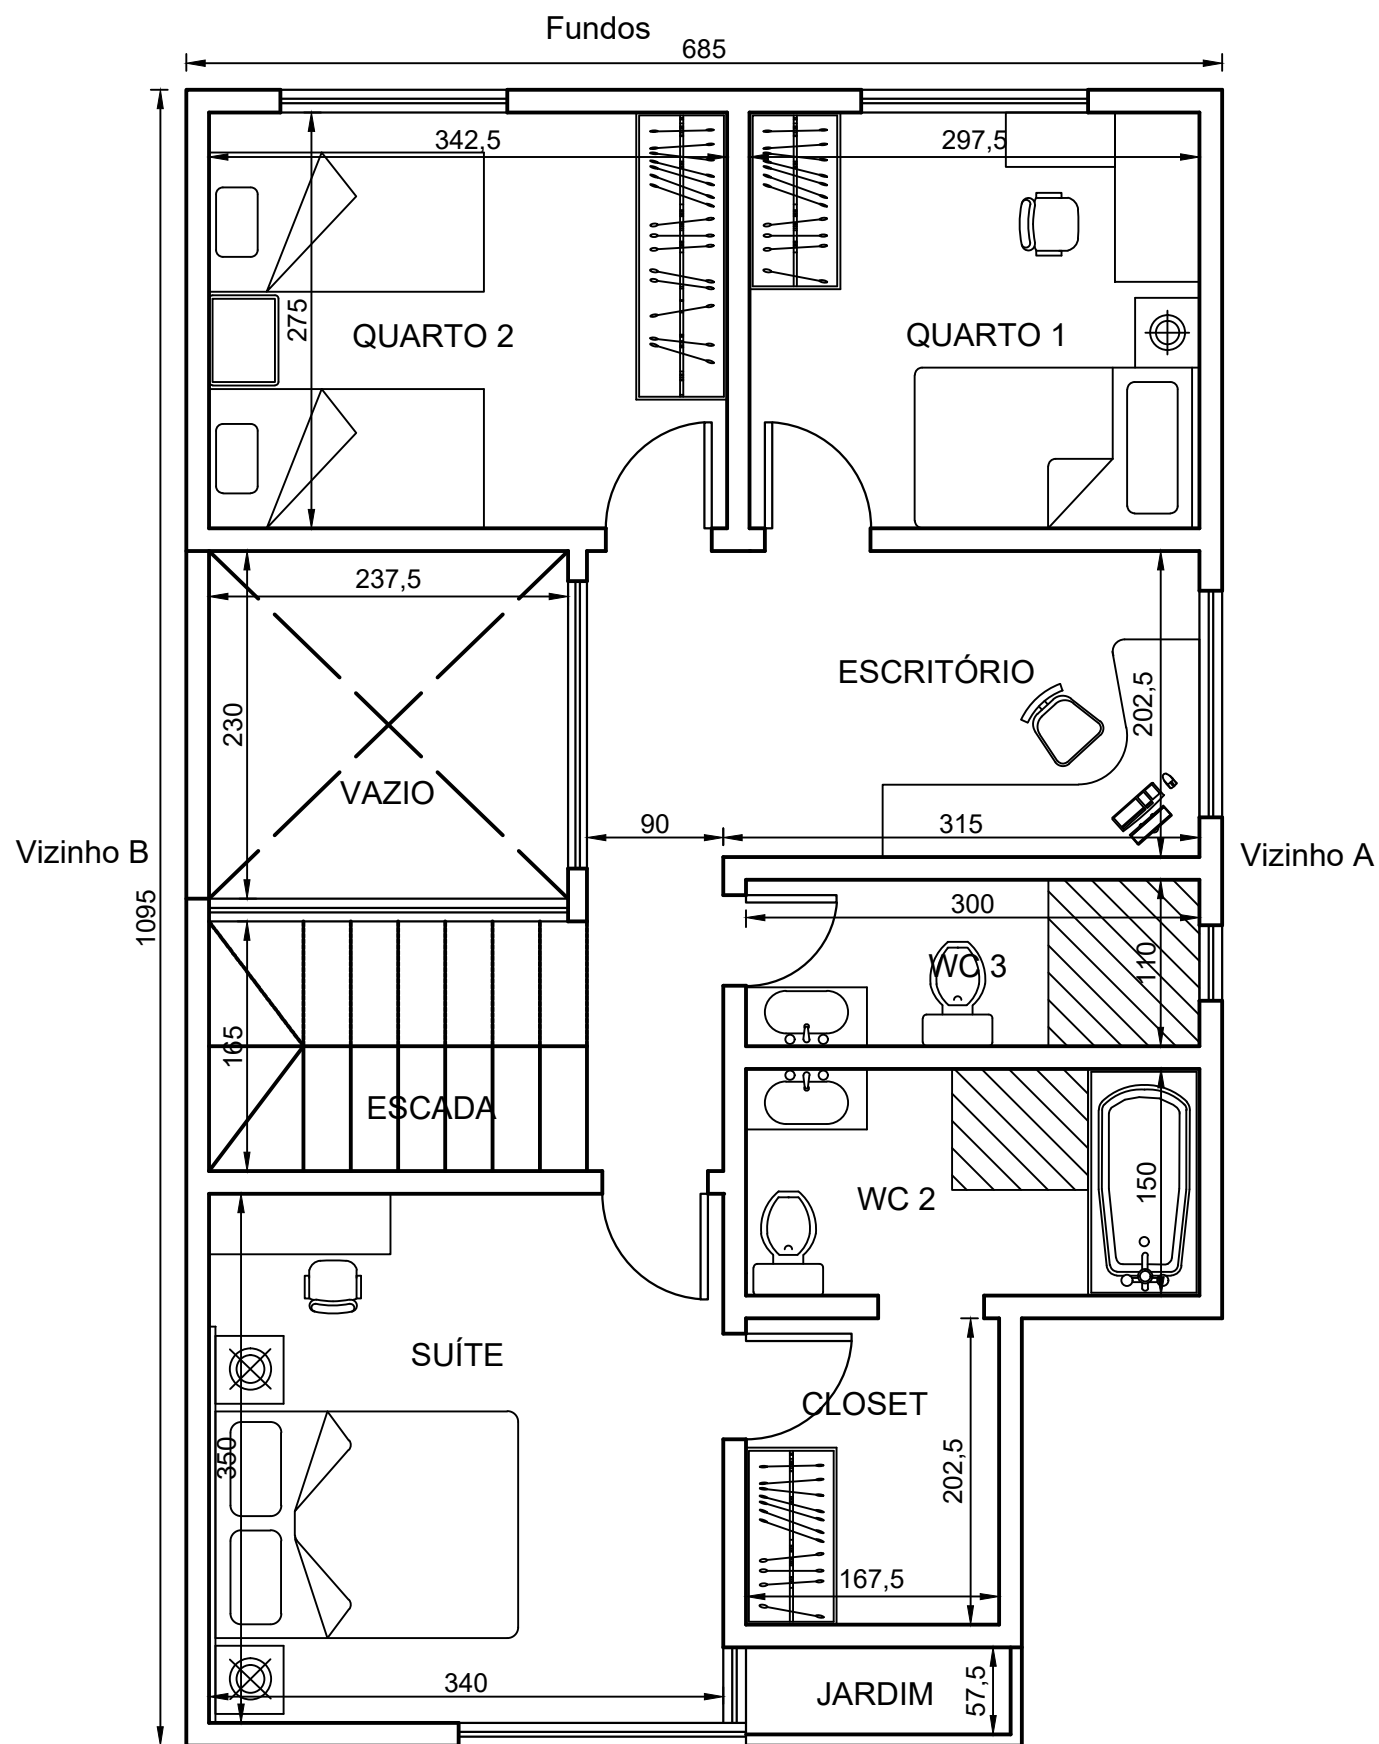 Fundos
685
342,5
297,5
275
QUARTO 2
QUARTO 1
237,5
ESCRITÓRIO
202,5
230
VAZIO
90
315
Vizinho B
Vizinho A
1095
300
WC 3
110
165
ESCADA
150
WC 2
SUÍTE
CLOSET
350
202,5
167,5
340
JARDIM
57,5